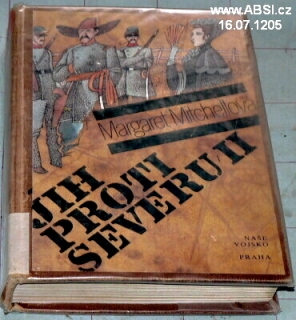 www.ABSI.cz
16.07.1205
Margaret Mitchellová
JIH
PROTI
SEVERU II
NAŠE
VOJSKO
PRAHA